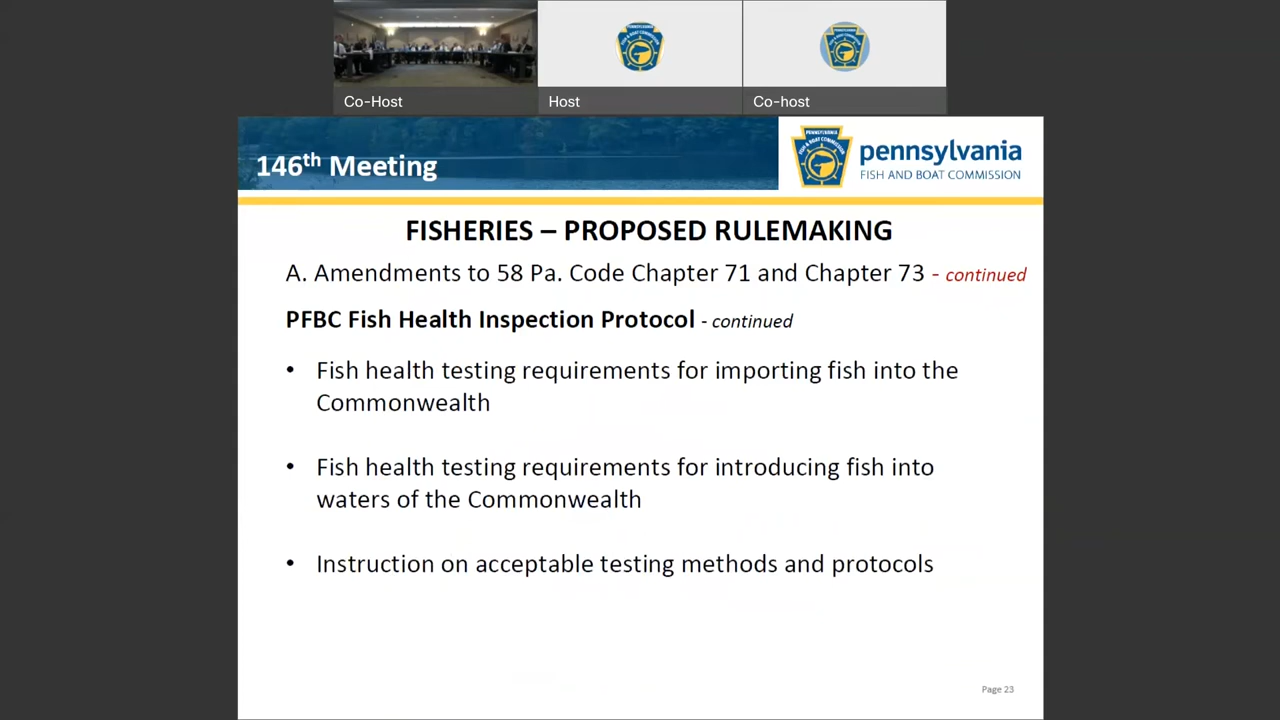 Co-Host
Host
Co-host
146th Meeting
pennsylvania
FISH AND BOAT COMMISSION
FISHERIES – PROPOSED RULEMAKING
A. Amendments to 58 Pa. Code Chapter 71 and Chapter 73 - continued
PFBC Fish Health Inspection Protocol - continued
• Fish health testing requirements for importing fish into the
Commonwealth
• Fish health testing requirements for introducing fish into
waters of the Commonwealth
• Instruction on acceptable testing methods and protocols
Page 23